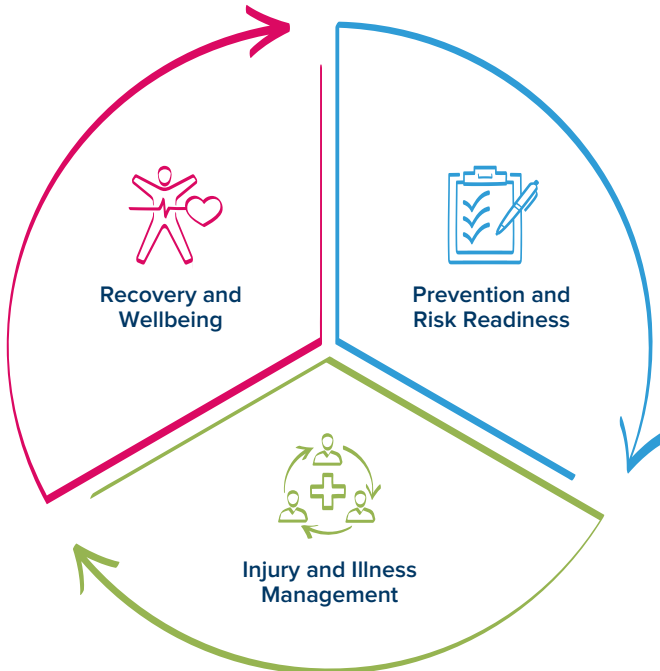 Recovery and
Wellbeing
Prevention and
Risk Readiness
Injury and Illness
Management